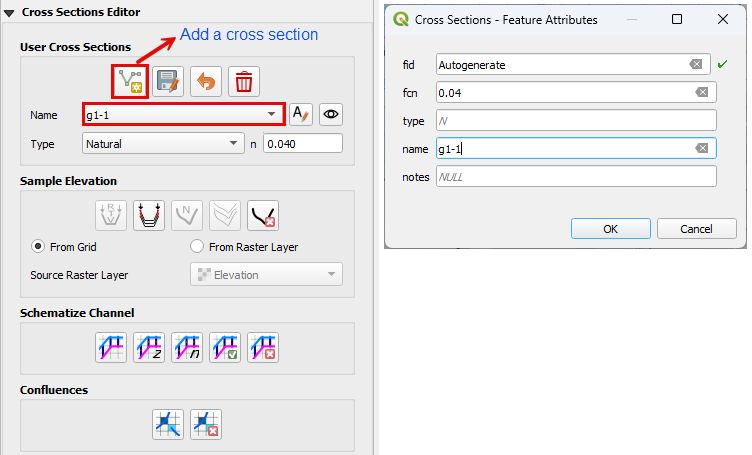 Cross Sections Editor
Add a cross section
User Cross Sections
Name g1-1
Type Natural n 0.040
Sample Elevation
From Grid From Raster Layer
Source Raster Layer Elevation
Schematize Channel
Confluences
Cross Sections - Feature Attributes
fid Autogenerate
fcn 0.04
type N
name g1-1
notes NULL
OK Cancel